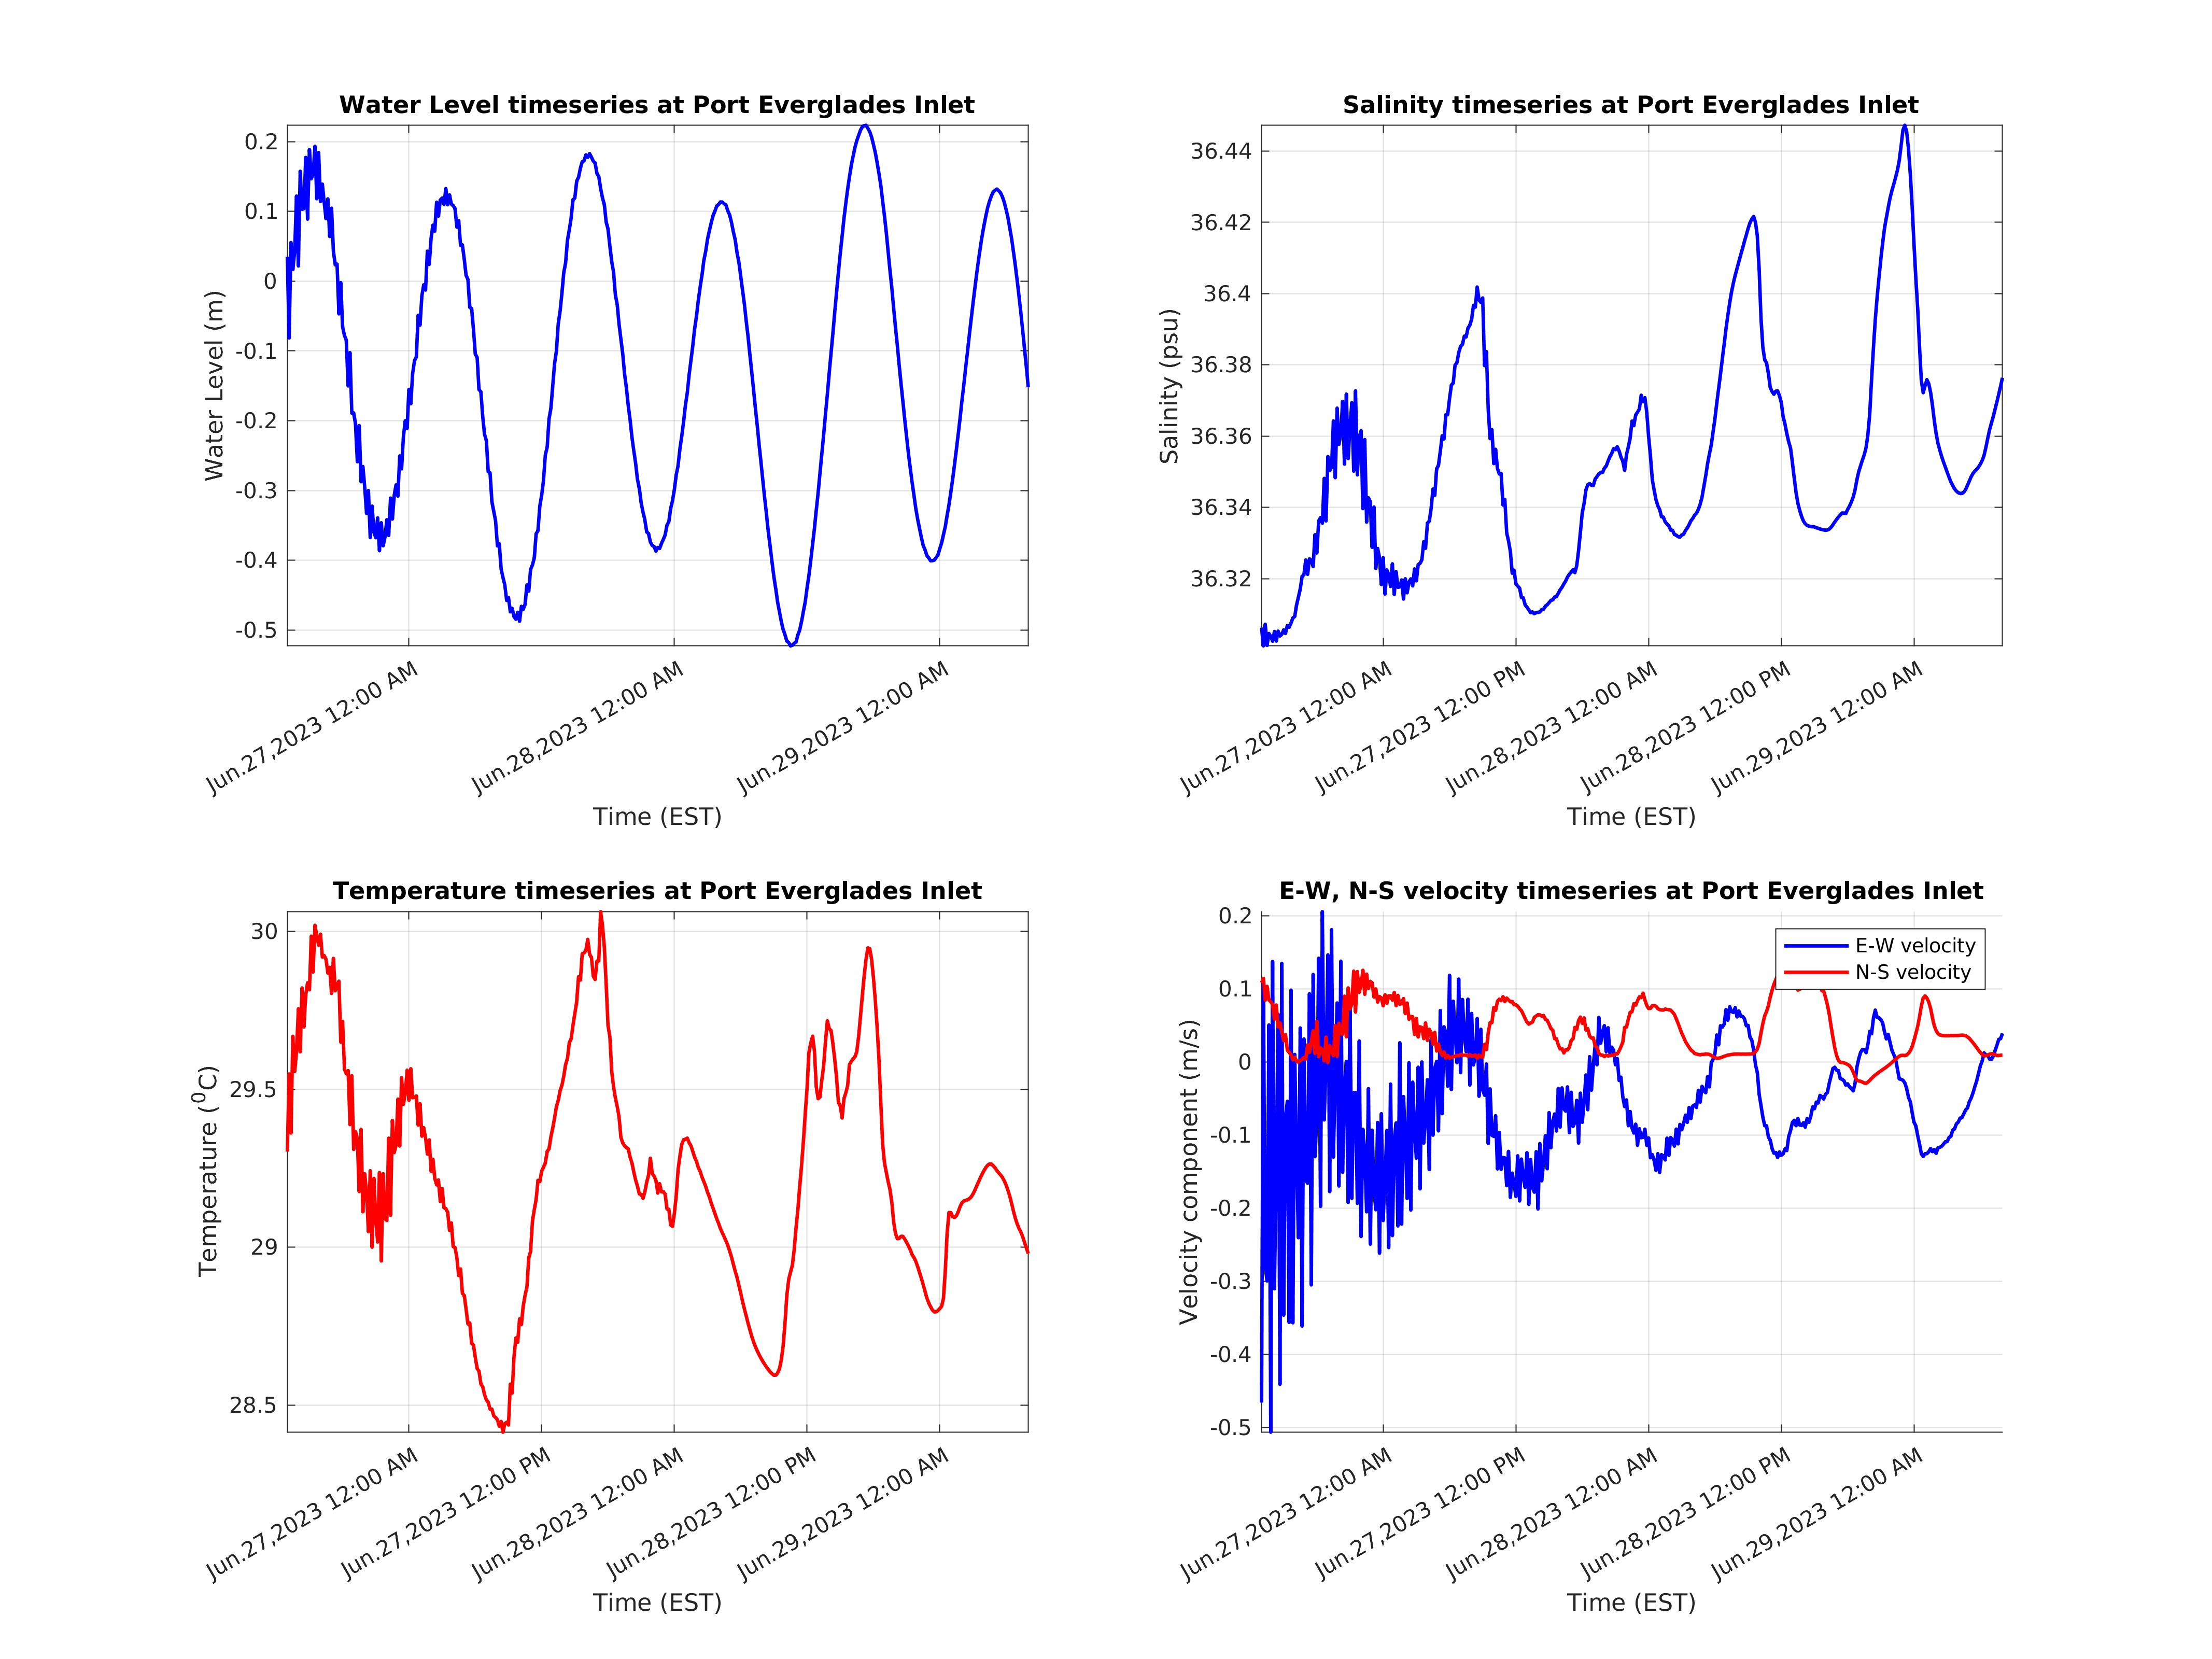 Water Level timeseries at Port Everglades Inlet
0.2
0.1
0
-0.1
-0.2
-0.3
-0.4
-0.5
Water Level (m)
Jun.27,2023 12:00 AM
Jun.28,2023 12:00 AM
Jun.29,2023 12:00 AM
Time (EST)
Salinity timeseries at Port Everglades Inlet
36.44
36.42
36.4
36.38
36.36
36.34
36.32
Salinity (psu)
Jun.27,2023 12:00 AM
Jun.27,2023 12:00 PM
Jun.28,2023 12:00 AM
Jun.28,2023 12:00 PM
Jun.29,2023 12:00 AM
Time (EST)
Temperature timeseries at Port Everglades Inlet
30
29.5
29
28.5
Temperature (⁰C)
Jun.27,2023 12:00 AM
Jun.27,2023 12:00 PM
Jun.28,2023 12:00 AM
Jun.28,2023 12:00 PM
Jun.29,2023 12:00 AM
Time (EST)
E-W, N-S velocity timeseries at Port Everglades Inlet
0.2
0.1
0
-0.1
-0.2
-0.3
-0.4
-0.5
Velocity component (m/s)
E-W velocity
N-S velocity
Jun.27,2023 12:00 AM
Jun.27,2023 12:00 PM
Jun.28,2023 12:00 AM
Jun.28,2023 12:00 PM
Jun.29,2023 12:00 AM
Time (EST)